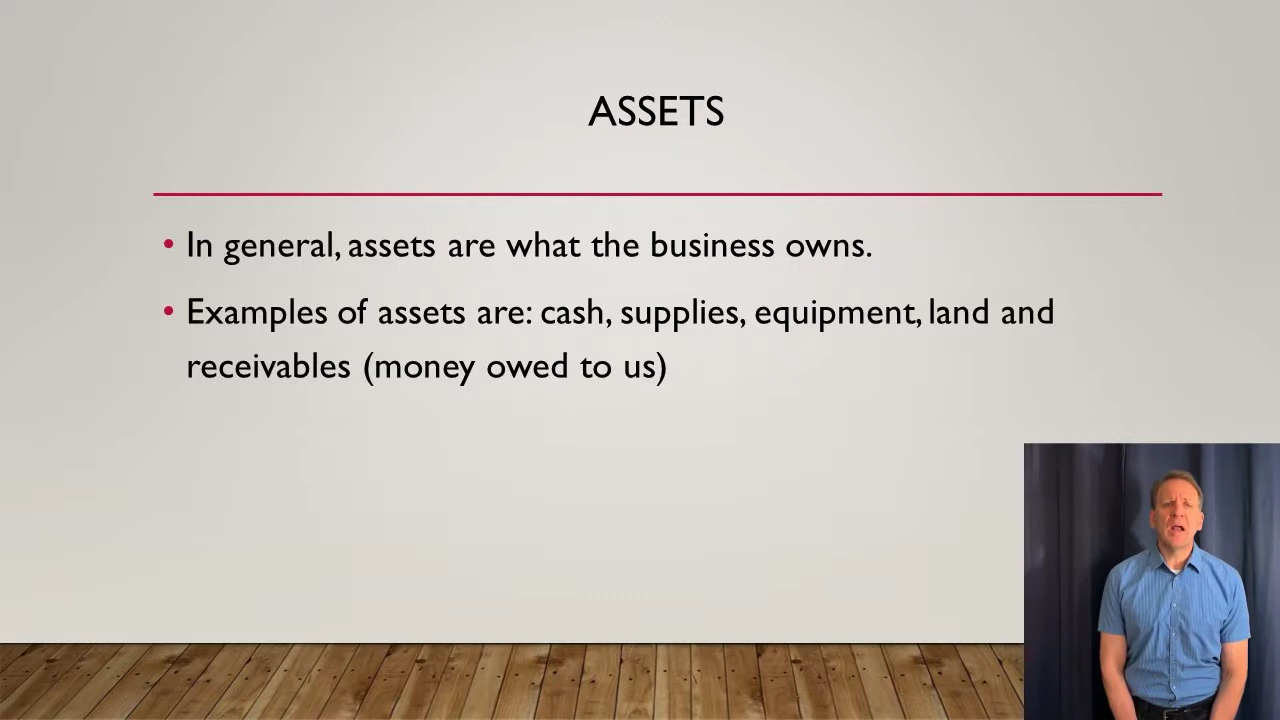 ASSETS
• In general, assets are what the business owns.
• Examples of assets are: cash, supplies, equipment, land and
receivables (money owed to us)